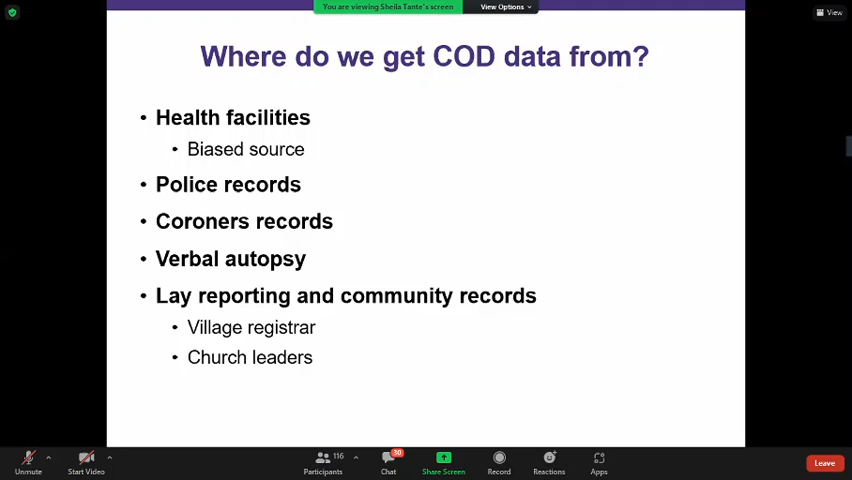 You are viewing Sheila Tante's screen
View Options
View
Where do we get COD data from?
• Health facilities
• Biased source
• Police records
• Coroners records
• Verbal autopsy
• Lay reporting and community records
• Village registrar
• Church leaders
Unmute
Start Video
116
Participants
30
Chat
Share Screen
Record
Reactions
Apps
Leave